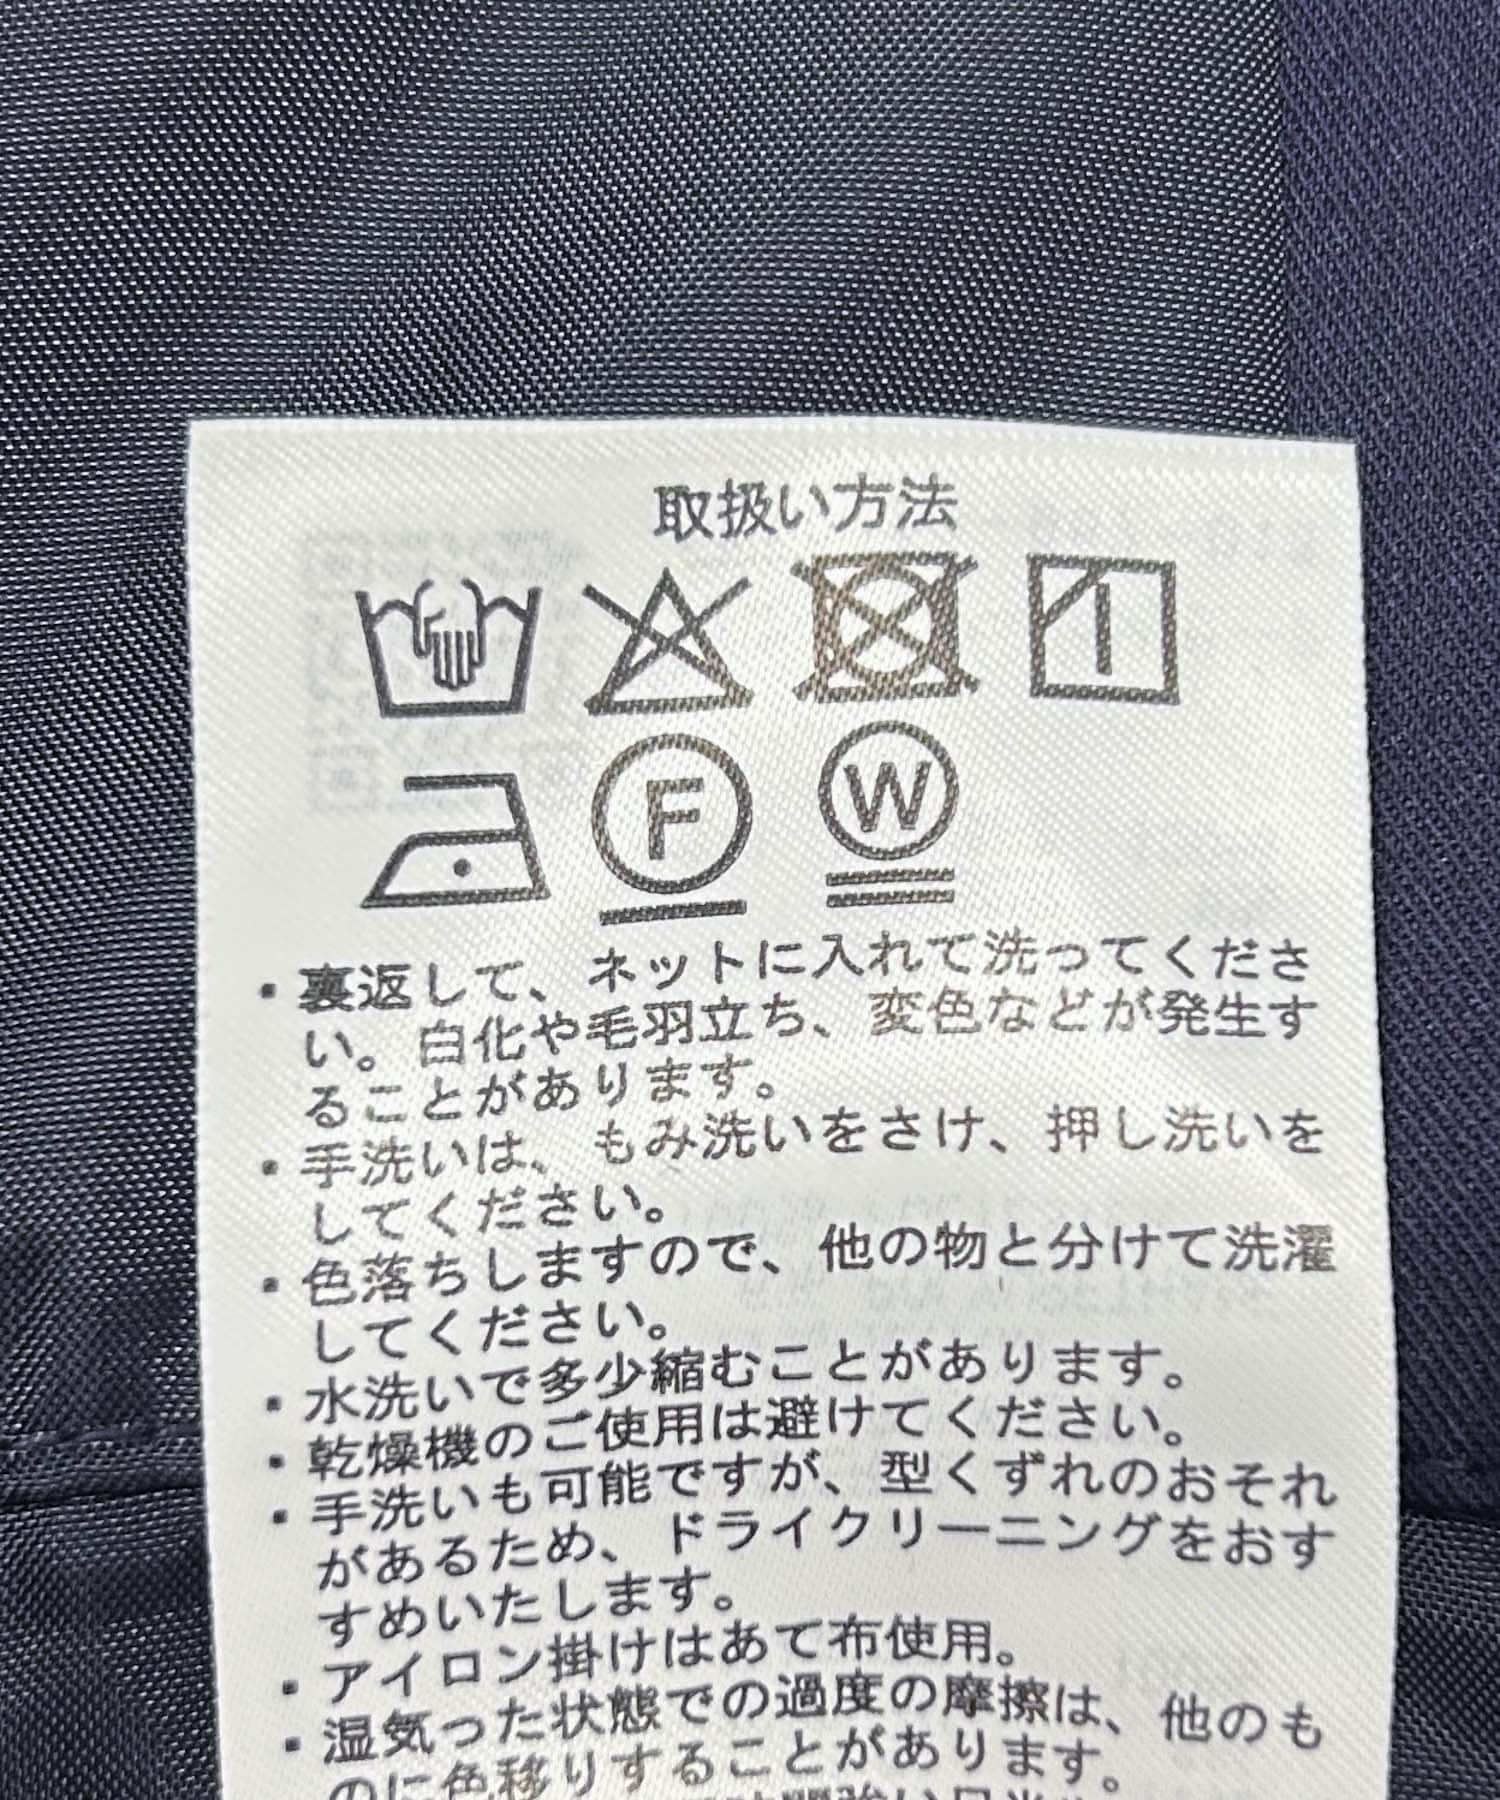 取扱い方法
F W
・裏返して、ネットに入れて洗ってくださ
い。白化や毛羽立ち、変色などが発生す
ることがあります。
・手洗いは、もみ洗いをさけ、押し洗いを
してください。
・色落ちしますので、他の物と分けて洗濯
してください。
・水洗いで多少縮むことがあります。
・乾燥機のご使用は避けてください。
・手洗いも可能ですが、型くずれのおそれ
があるため、ドライクリーニングをおす
すめいたします。
・アイロン掛けはあて布使用。
・湿気った状態での過度の摩擦は、他のも
のに色移りすることがあります。